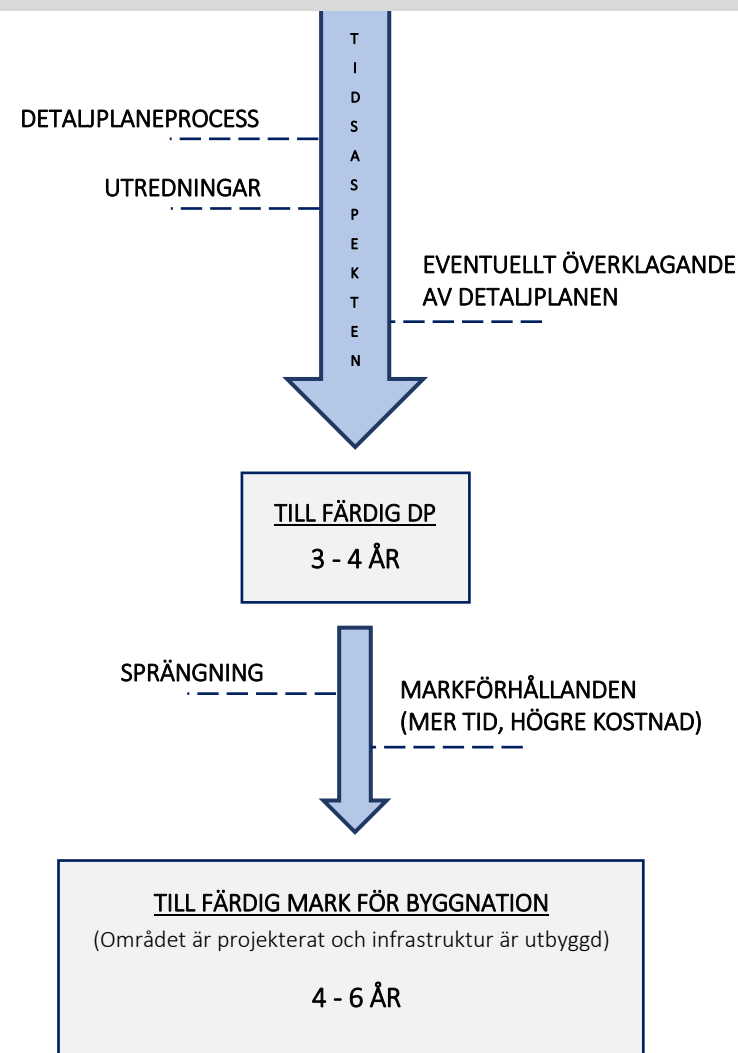 TIDSASPEKTEN
DETALJPLANEPROCESS
UTREDNINGAR
EVENTUELLT ÖVERKLAGANDE
AV DETALJPLANEN
TILL FÄRDIG DP
3 - 4 ÅR
SPRÄNGNING
MARKFÖRHÅLLANDEN
(MER TID, HÖGRE KOSTNAD)
TILL FÄRDIG MARK FÖR BYGGNATION
(Området är projekterat och infrastruktur är utbyggd)
4 - 6 ÅR